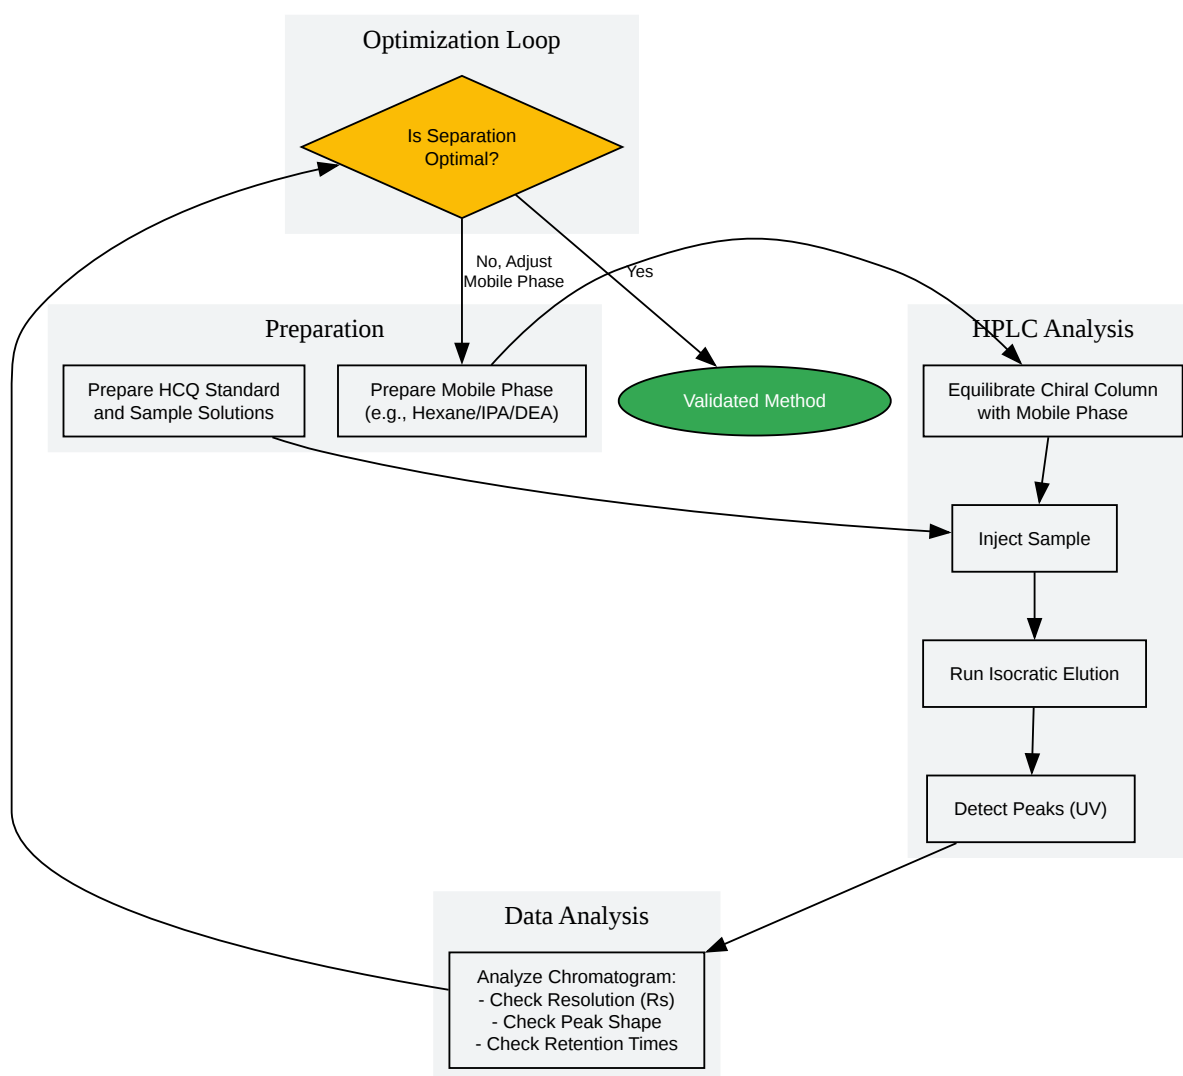 Optimization Loop
Is Separation
Optimal?
No, Adjust
Mobile Phase
Yes
Preparation
Prepare HCQ Standard
and Sample Solutions
Prepare Mobile Phase
(e.g., Hexane/IPA/DEA)
Validated Method
HPLC Analysis
Equilibrate Chiral Column
with Mobile Phase
Inject Sample
Run Isocratic Elution
Detect Peaks (UV)
Data Analysis
Analyze Chromatogram:
- Check Resolution (Rs)
- Check Peak Shape
- Check Retention Times